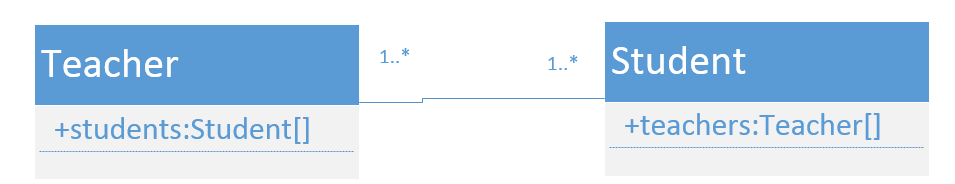 Teacher
+students:Student[]
1..*
1..*
Student
+teachers:Teacher[]